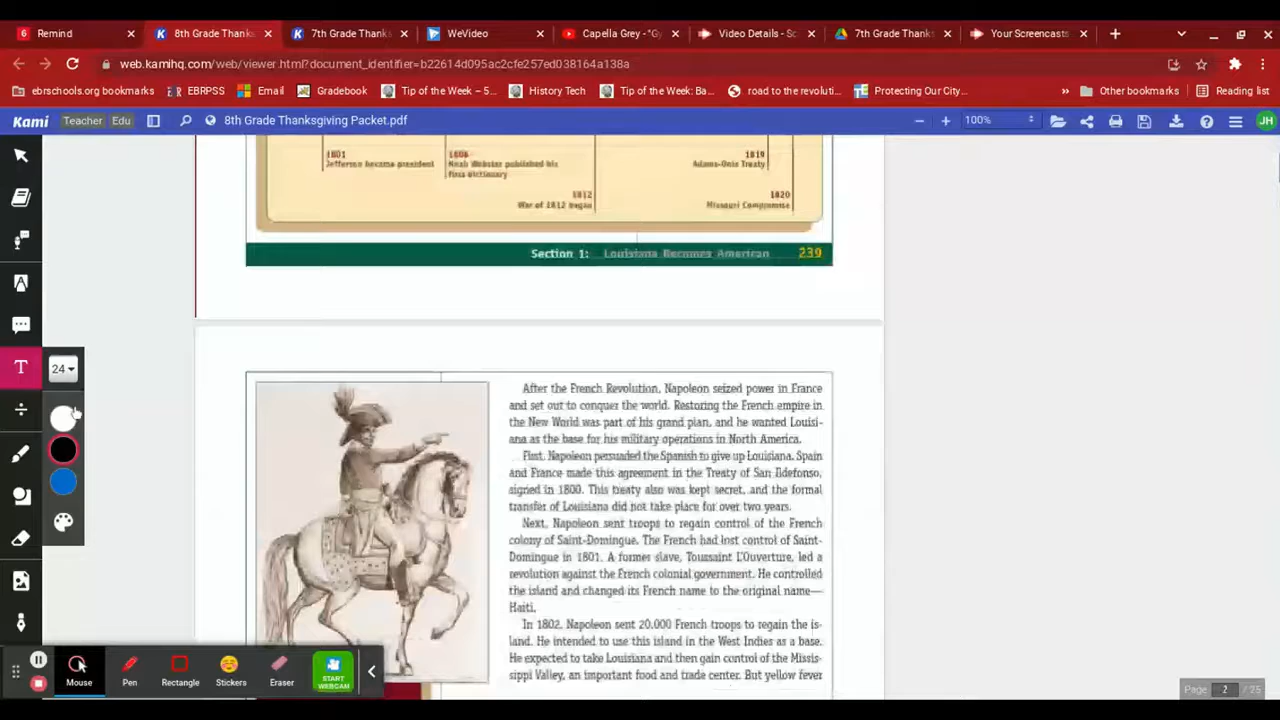 6 Remind
8th Grade Thanks
7th Grade Thanks
WeVideo
Capella Grey - "Gy
Video Details - Sc
7th Grade Thanks
Your Screencasts
web.kamihq.com/web/viewer.html?document_identifier=b22614d095ac2cfe257ed038164a138a
ebrschools.org bookmarks
EBRPSS
Email
Gradebook
Tip of the Week – 5...
History Tech
Tip of the Week: Ba...
road to the revoluti...
Protecting Our City...
»
Other bookmarks
Reading list
Kami
Teacher
Edu
8th Grade Thanksgiving Packet.pdf
100%
JH
1801
Jefferson became president
Noah Webster published his
first dictionary
1819
Adams-Onís Treaty
1812
War of 1812 began
1820
Missouri Compromise
Section 1: Louisiana Becomes American 239
T
24
After the French Revolution, Napoleon seized power in France
and set out to conquer the world. Restoring the French empire in
the New World was part of his grand plan, and he wanted Louisi-
ana as the base for his military operations in North America.
First, Napoleon persuaded the Spanish to give up Louisiana. Spain
and France made this agreement in the Treaty of San Ildefonso,
signed in 1800. This treaty also was kept secret, and the formal
transfer of Louisiana did not take place for over two years.
Next, Napoleon sent troops to regain control of the French
colony of Saint-Domingue. The French had lost control of Saint-
Domingue in 1801. A former slave, Toussaint L'Ouverture, led a
revolution against the French colonial government. He controlled
the island and changed its French name to the original name—
Haiti.
In 1802, Napoleon sent 20,000 French troops to regain the is-
land. He intended to use this island in the West Indies as a base.
He expected to take Louisiana and then gain control of the Missis-
sippi Valley, an important food and trade center. But yellow fever
Mouse
Pen
Rectangle
Stickers
Eraser
START
WEBCAM
Page 2 / 25